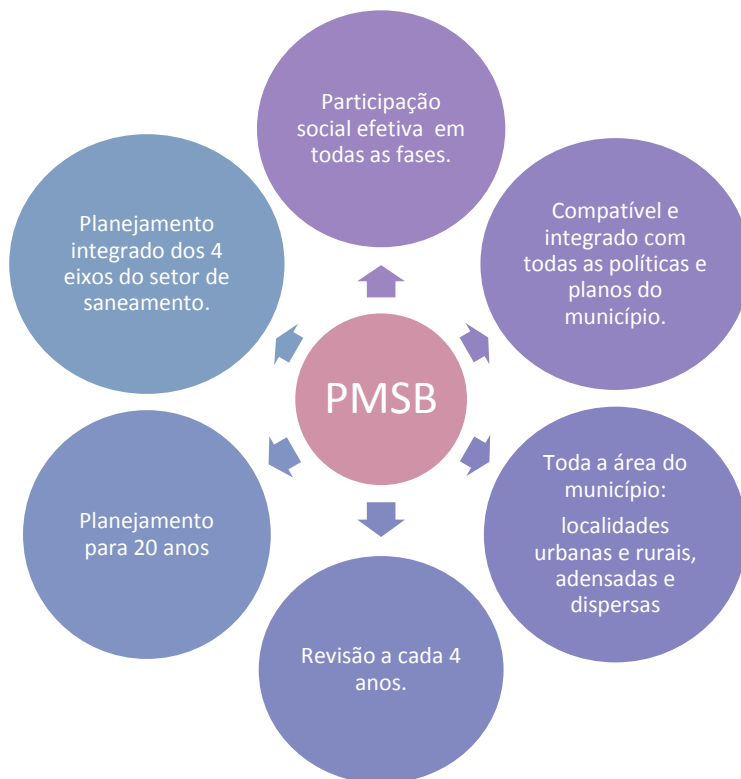 Participação
social efetiva em
todas as fases.
Compatível e
integrado com
todas as políticas e
planos do
município.
Toda a área do
município:
localidades
urbanas e rurais,
adensadas e
dispersas
Revisão a cada 4
anos.
Planejamento
para 20 anos
Planejamento
integrado dos 4
eixos do setor de
saneamento.
PMSB